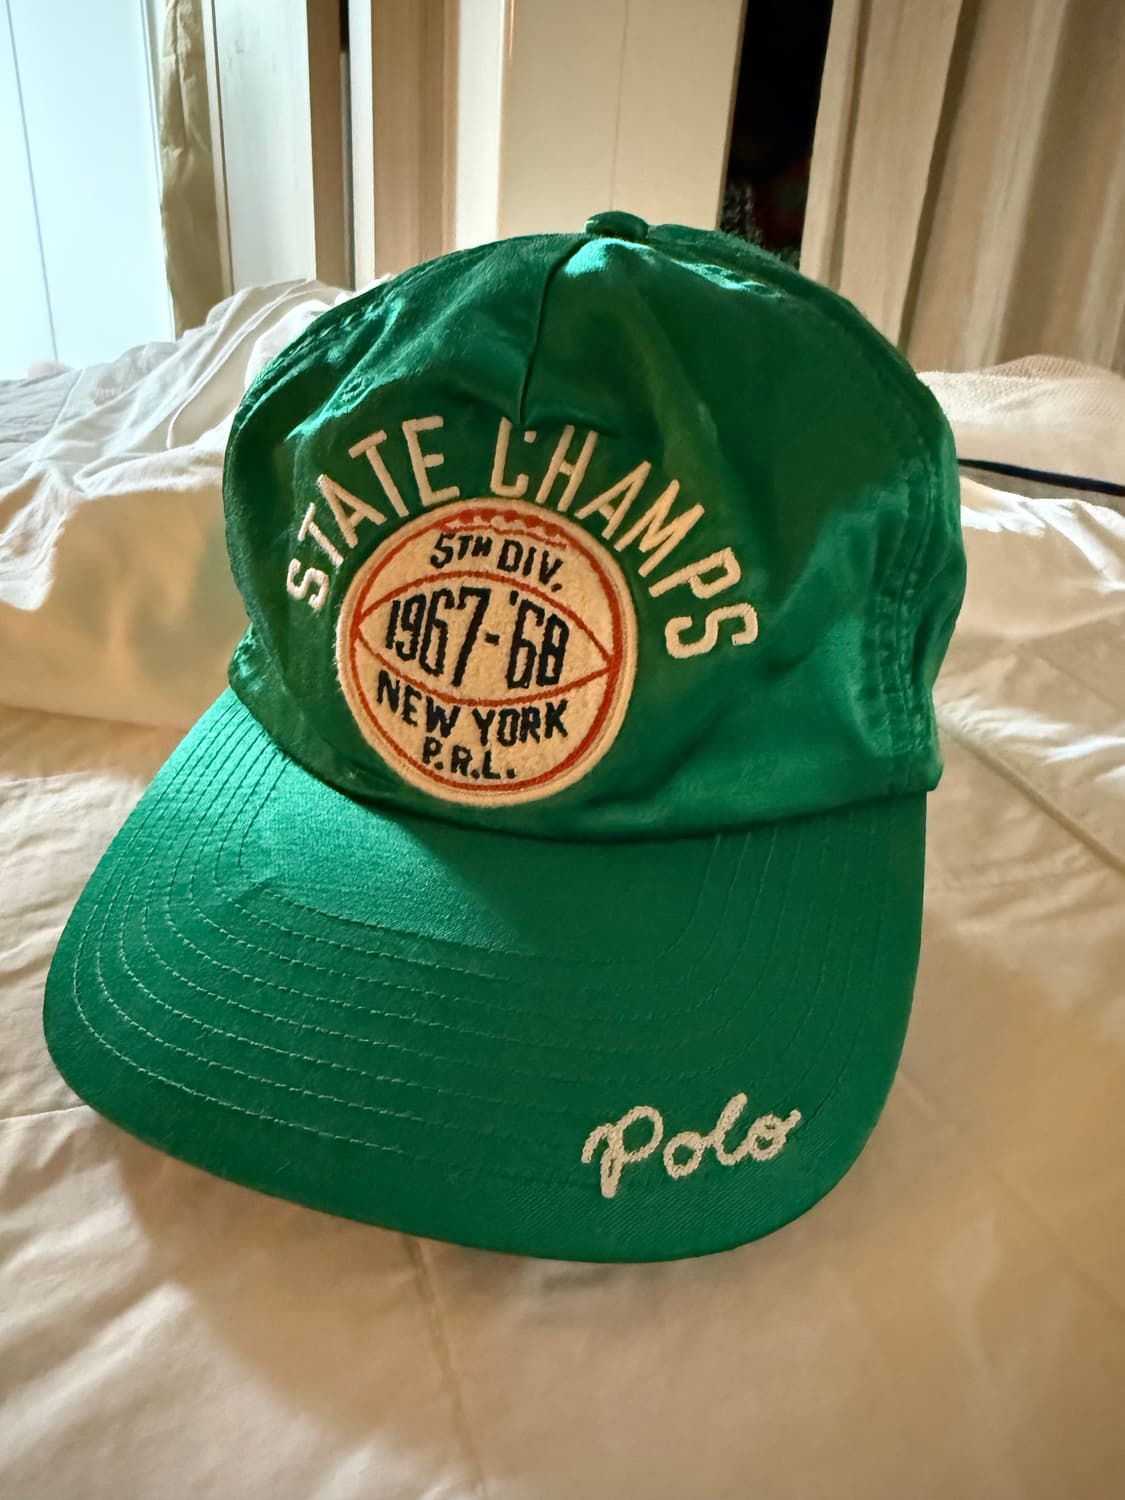 STATE CHAMPS
5TH DIV.
1967-'68
NEW YORK
P.R.L.
Polo